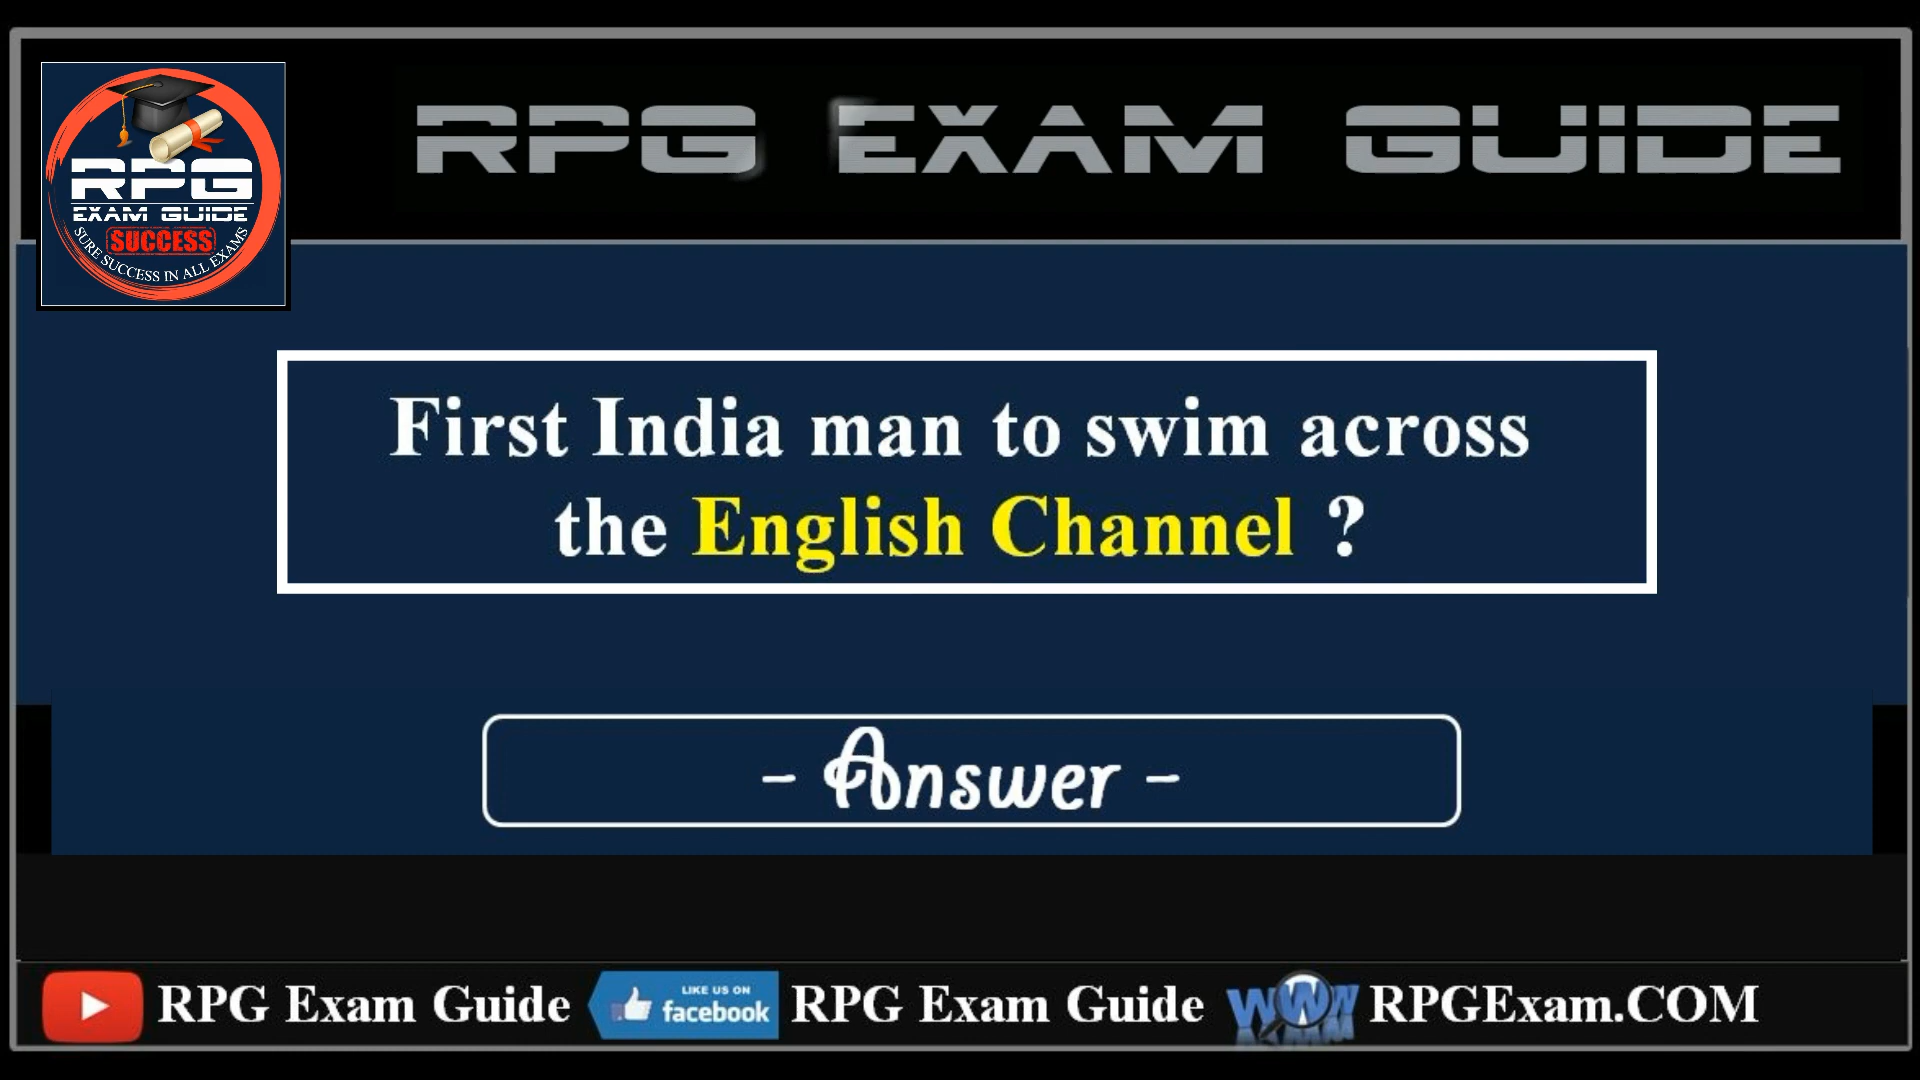 RPG EXAM GUIDE
RPG
EXAM GUIDE
SUCCESS
SURE SUCCESS IN ALL EXAMS
First India man to swim across
the English Channel ?
- Answer -
RPG Exam Guide LIKE US ON facebook RPG Exam Guide WWW RPGExam.COM